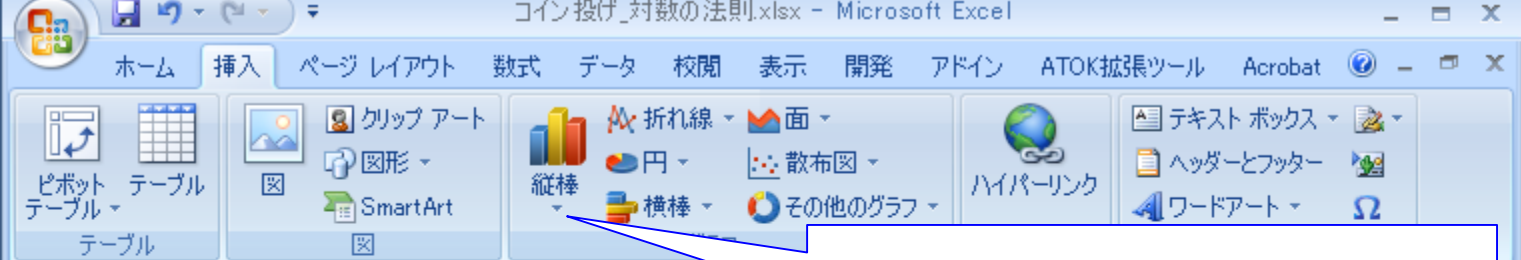 コイン投げ_対数の法則.xlsx - Microsoft Excel
ホーム 挿入 ページ レイアウト 数式 データ 校閲 表示 開発 アドイン ATOK拡張ツール Acrobat
クリップ アート 折れ線 面 テキスト ボックス
図形 円 散布図 ヘッダーとフッター
ピボットテーブル テーブル 図 SmartArt 縦棒 横棒 その他のグラフ ハイパーリンク ワードアート Ω
テーブル 図